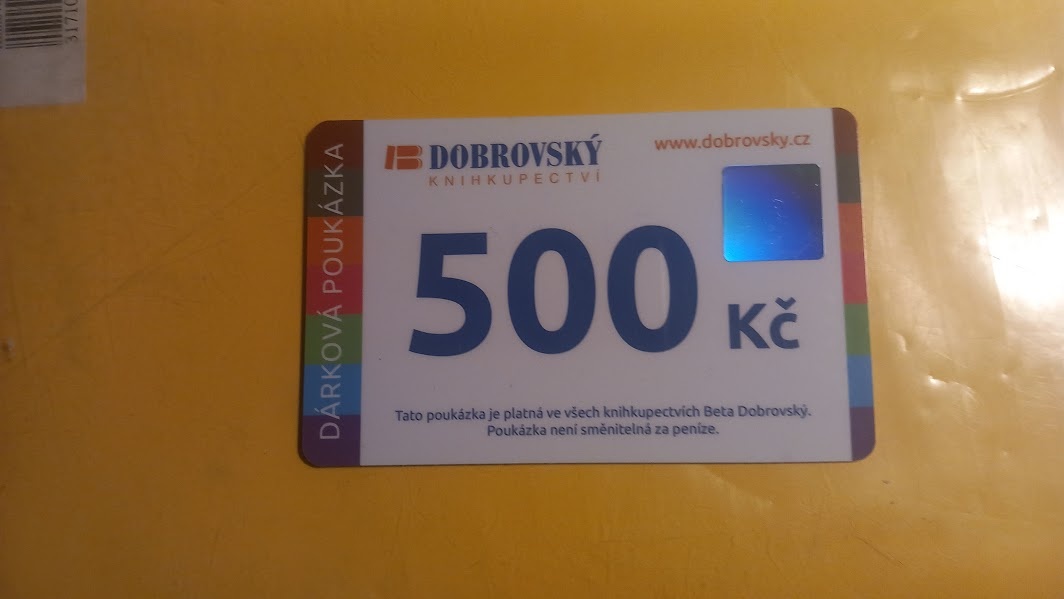 31710
DÁRKOVÁ POUKÁZKA
DOBROVSKÝ
KNIHKUPECTVÍ
www.dobrovsky.cz
500 Kč
Tato poukázka je platná ve všech knihkupectvích Beta Dobrovský.
Poukázka není směnitelná za peníze.